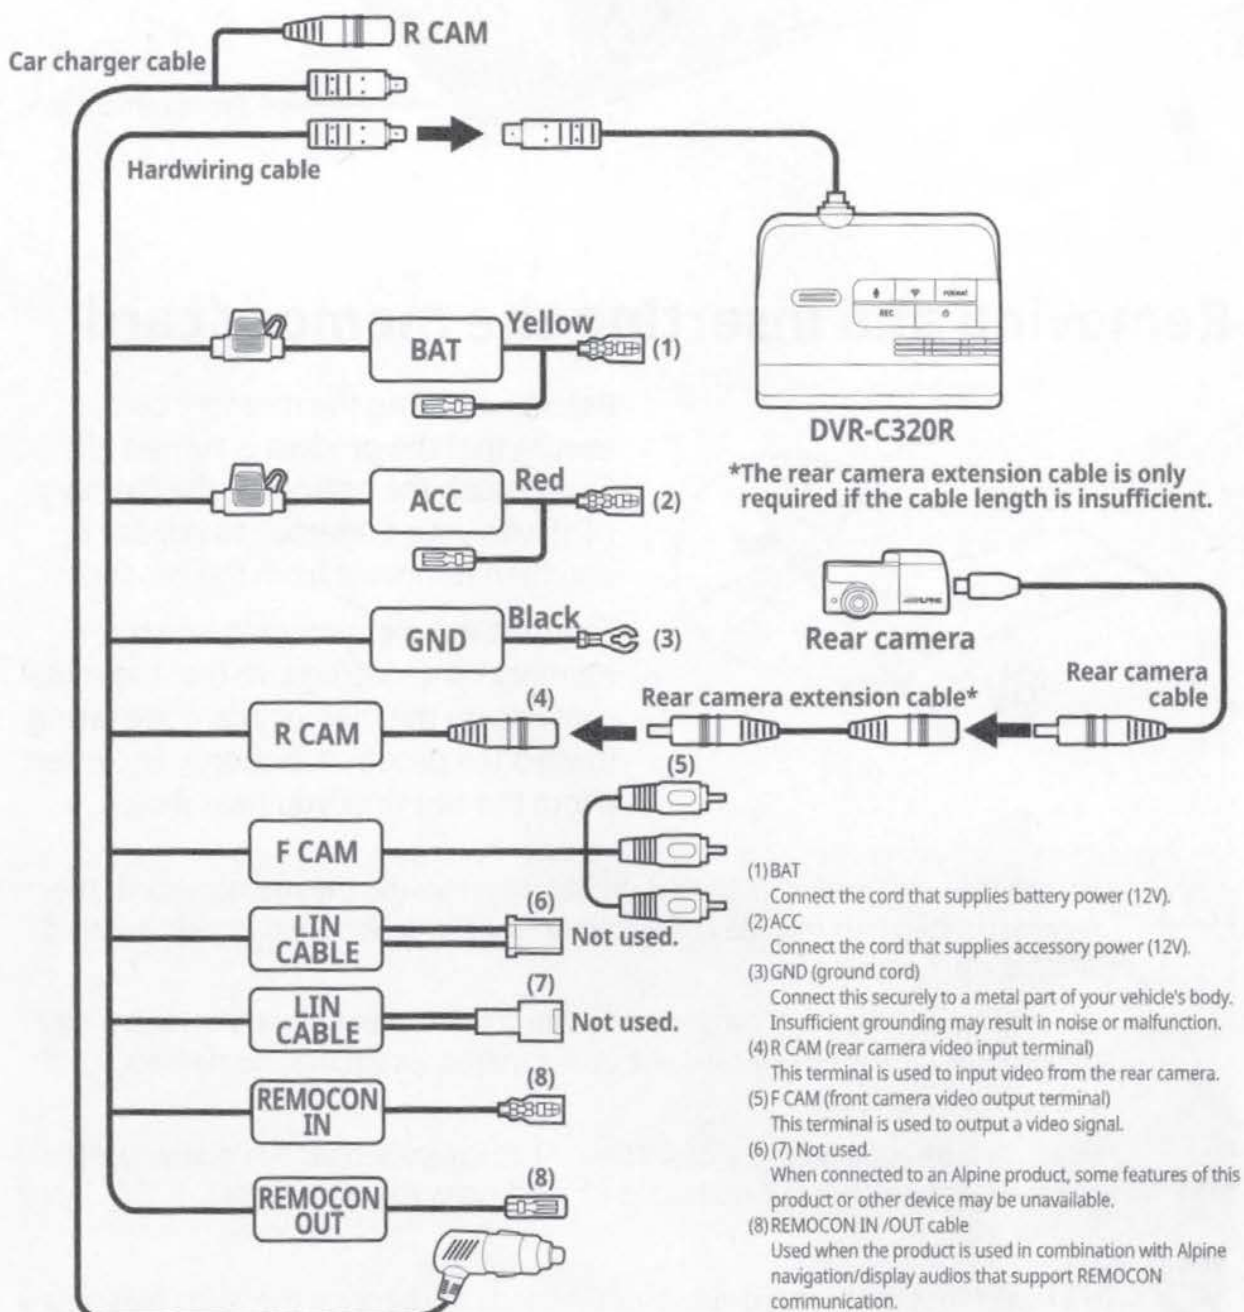 R CAM
Car charger cable
Hardwiring cable
FORMAT
REC
Yellow
BAT
(1)
DVR-C320R
Red
ACC
(2)
*The rear camera extension cable is only
required if the cable length is insufficient.
Black
GND
(3)
ALPINE
Rear camera
Rear camera
cable
R CAM
(4)
Rear camera extension cable*
(5)
F CAM
LIN
CABLE
(6)
Not used.
LIN
CABLE
(7)
Not used.
REMOCON
IN
(8)
REMOCON
OUT
(8)
(1) BAT
Connect the cord that supplies battery power (12V).
(2) ACC
Connect the cord that supplies accessory power (12V).
(3) GND (ground cord)
Connect this securely to a metal part of your vehicle's body.
Insufficient grounding may result in noise or malfunction.
(4) R CAM (rear camera video input terminal)
This terminal is used to input video from the rear camera.
(5) F CAM (front camera video output terminal)
This terminal is used to output a video signal.
(6) (7) Not used.
When connected to an Alpine product, some features of this
product or other device may be unavailable.
(8) REMOCON IN /OUT cable
Used when the product is used in combination with Alpine
navigation/display audios that support REMOCON
communication.